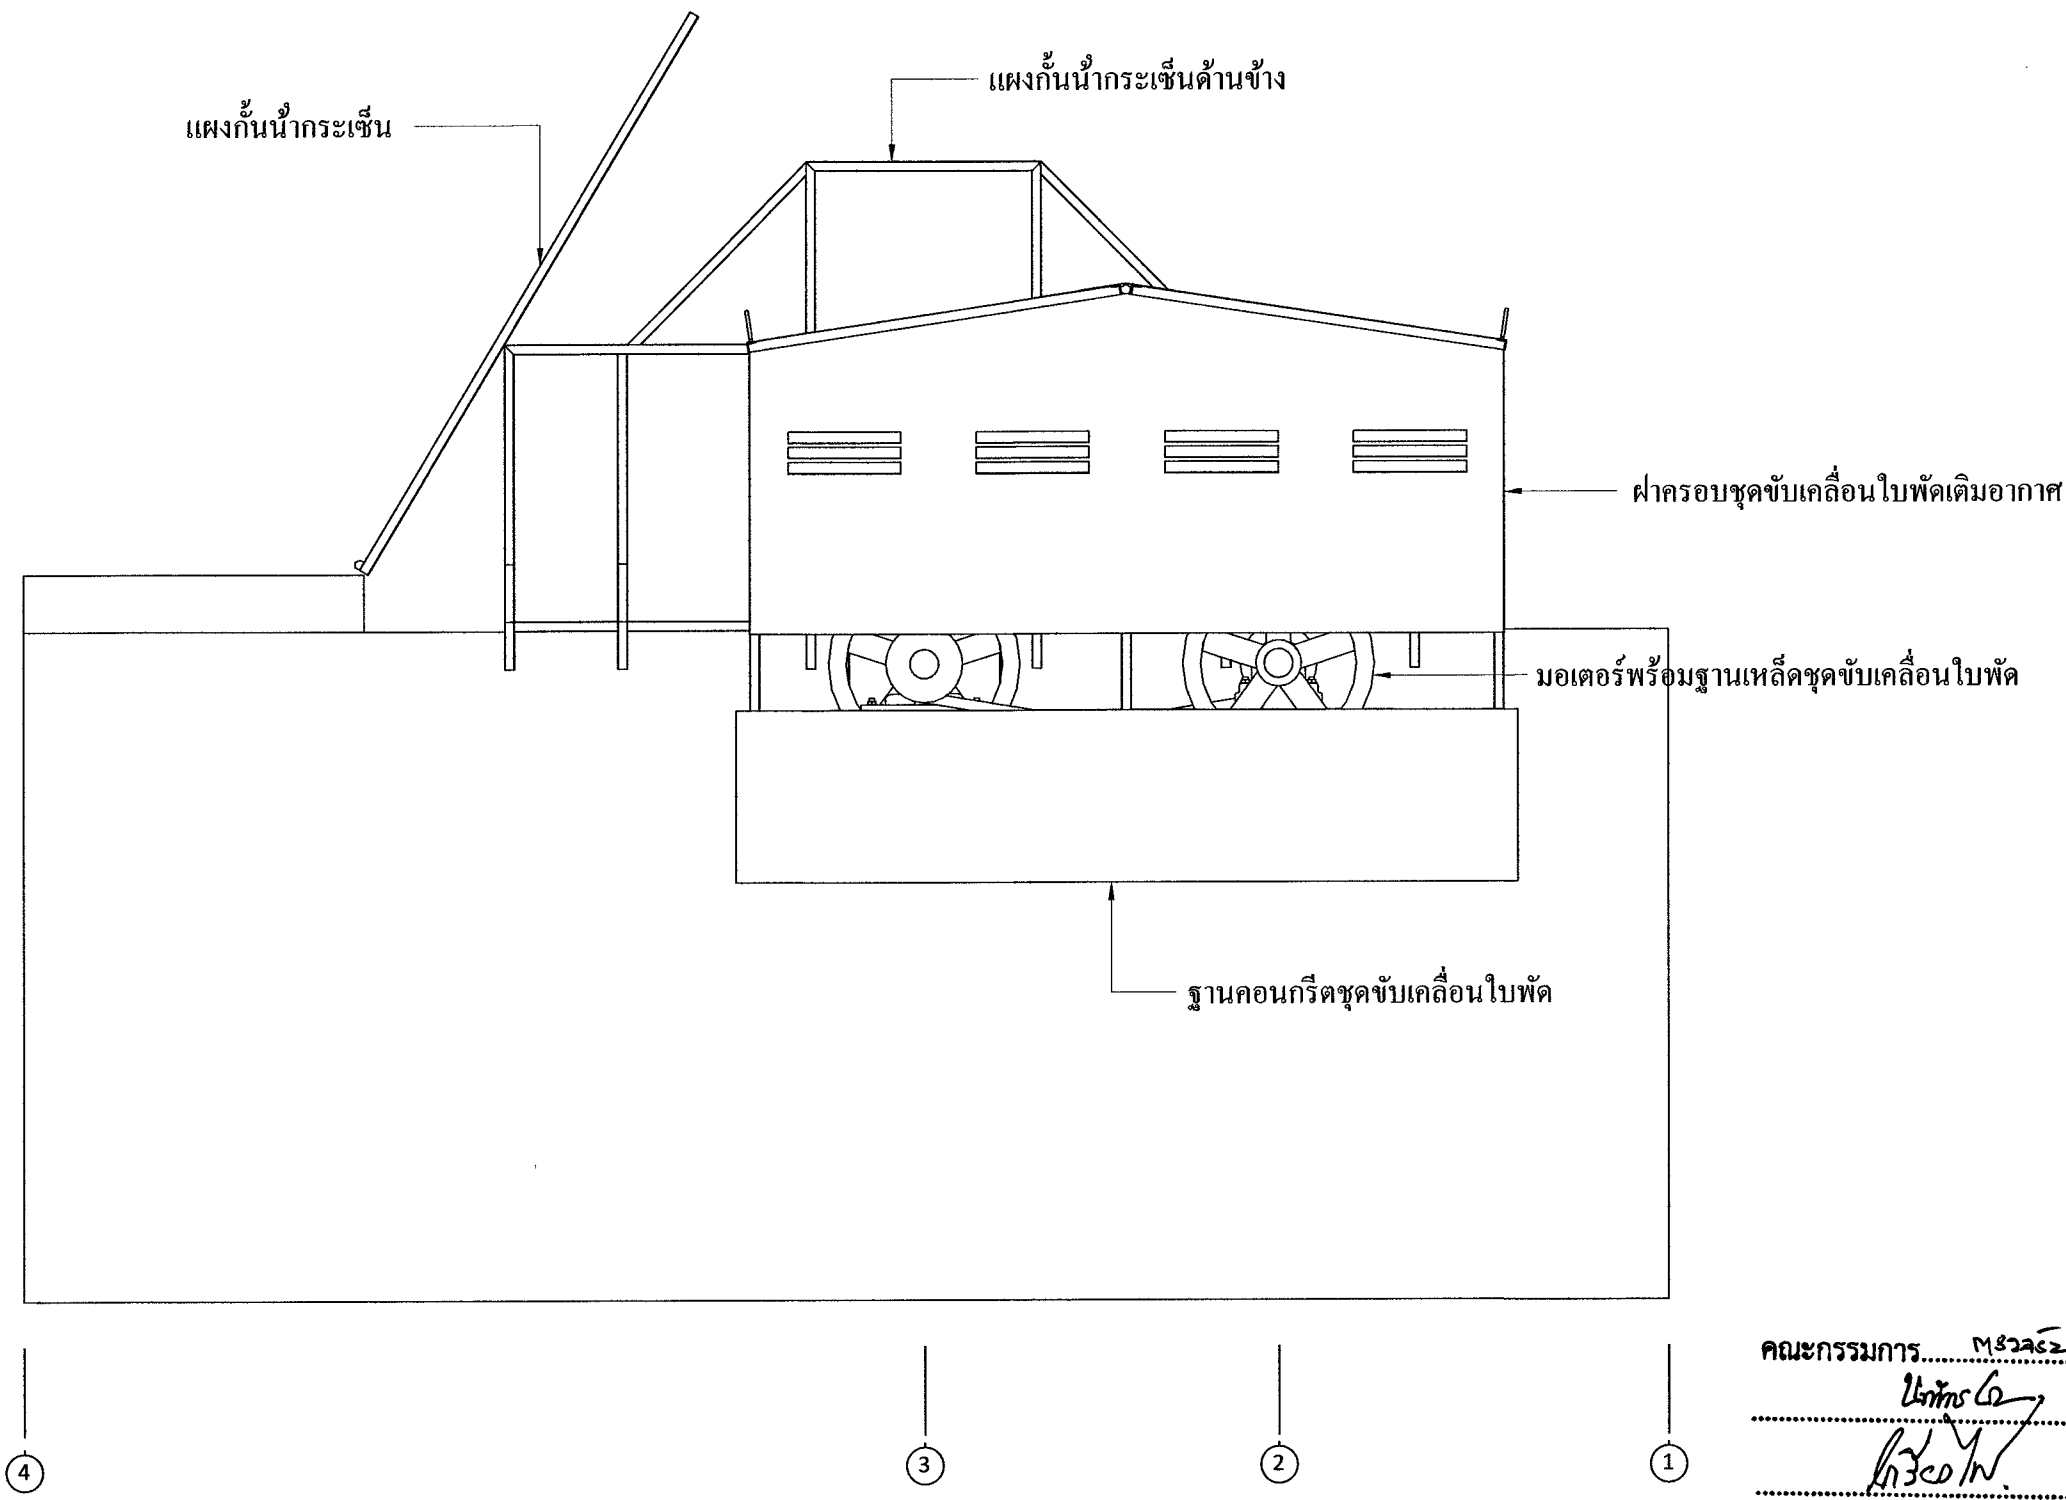 แผงกั้นน้ำกระเซ็นด้านข้าง
แผงกั้นน้ำกระเซ็น
ฝาครอบชุดขับเคลื่อนใบพัดเติมอากาศ
มอเตอร์พร้อมฐานเหล็กชุดขับเคลื่อนใบพัด
ฐานคอนกรีตชุดขับเคลื่อนใบพัด
คณะกรรมการ
4 3 2 1